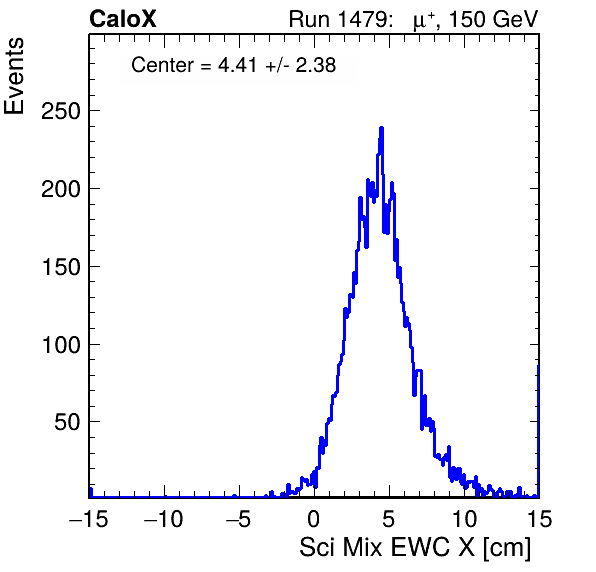 CaloX Run 1479: μ⁺, 150 GeV
Center = 4.41 +/- 2.38
Events
250
200
150
100
50
−15 −10 −5 0 5 10 15
Sci Mix EWC X [cm]